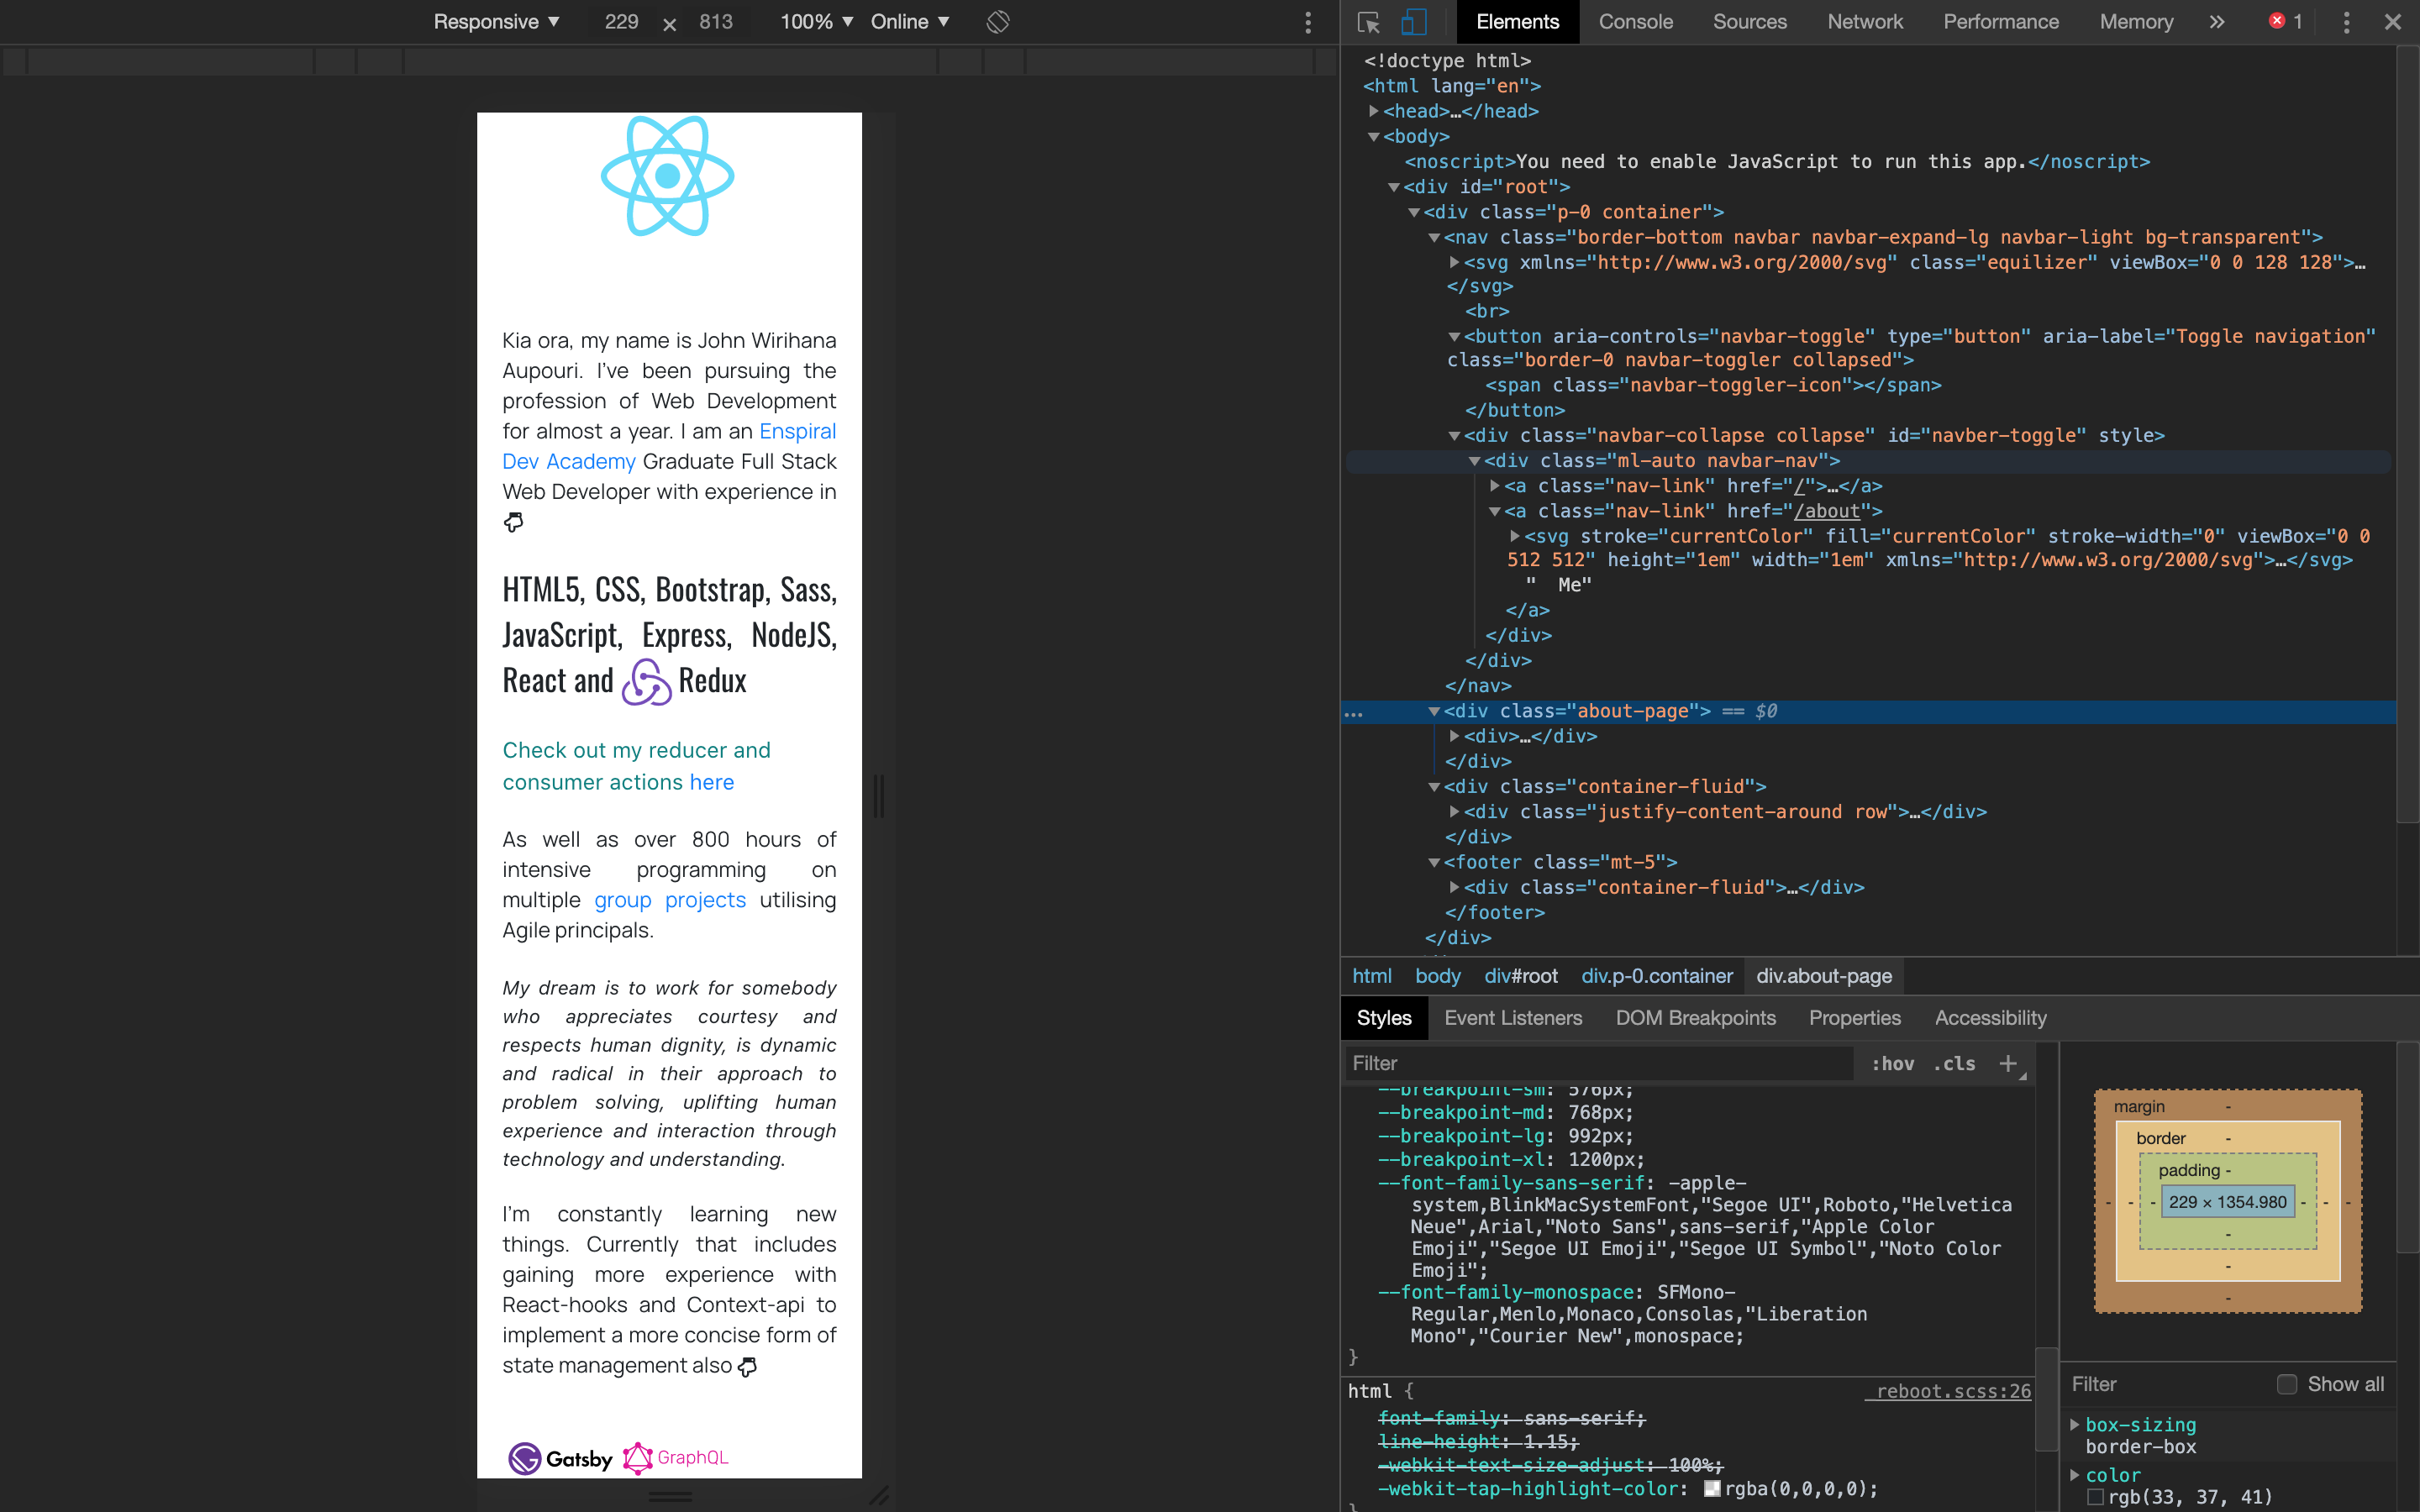 Responsive ▼ 229 × 813 100% ▼ Online ▼
Kia ora, my name is John Wirihana
Aupouri. I've been pursuing the
profession of Web Development
for almost a year. I am an Enspiral
Dev Academy Graduate Full Stack
Web Developer with experience in
HTML5, CSS, Bootstrap, Sass,
JavaScript, Express, NodeJS,
React and Redux
Check out my reducer and
consumer actions here
As well as over 800 hours of
intensive programming on
multiple group projects utilising
Agile principals.
My dream is to work for somebody
who appreciates courtesy and
respects human dignity, is dynamic
and radical in their approach to
problem solving, uplifting human
experience and interaction through
technology and understanding.
I'm constantly learning new
things. Currently that includes
gaining more experience with
React-hooks and Context-api to
implement a more concise form of
state management also
Gatsby GraphQL
Elements Console Sources Network Performance Memory » 1
<!doctype html>
<html lang="en">
<head>…</head>
<body>
<noscript>You need to enable JavaScript to run this app.</noscript>
<div id="root">
<div class="p-0 container">
<nav class="border-bottom navbar navbar-expand-lg navbar-light bg-transparent">
<svg xmlns="http://www.w3.org/2000/svg" class="equilizer" viewBox="0 0 128 128">…
</svg>
<br>
<button aria-controls="navbar-toggle" type="button" aria-label="Toggle navigation"
class="border-0 navbar-toggler collapsed">
<span class="navbar-toggler-icon"></span>
</button>
<div class="navbar-collapse collapse" id="navber-toggle" style>
<div class="ml-auto navbar-nav">
<a class="nav-link" href="/">…</a>
<a class="nav-link" href="/about">
<svg stroke="currentColor" fill="currentColor" stroke-width="0" viewBox="0 0
512 512" height="1em" width="1em" xmlns="http://www.w3.org/2000/svg">…</svg>
"  Me"
</a>
</div>
</div>
</nav>
… <div class="about-page"> == $0
<div>…</div>
</div>
<div class="container-fluid">
<div class="justify-content-around row">…</div>
</div>
<footer class="mt-5">
<div class="container-fluid">…</div>
</footer>
</div>
html body div#root div.p-0.container div.about-page
Styles Event Listeners DOM Breakpoints Properties Accessibility
Filter :hov .cls +
--breakpoint-sm: 576px;
--breakpoint-md: 768px;
--breakpoint-lg: 992px;
--breakpoint-xl: 1200px;
--font-family-sans-serif: -apple-
system,BlinkMacSystemFont,"Segoe UI",Roboto,"Helvetica
Neue",Arial,"Noto Sans",sans-serif,"Apple Color
Emoji","Segoe UI Emoji","Segoe UI Symbol","Noto Color
Emoji";
--font-family-monospace: SFMono-
Regular,Menlo,Monaco,Consolas,"Liberation
Mono","Courier New",monospace;
}
html { _reboot.scss:26
font-family: sans-serif;
line-height: 1.15;
-webkit-text-size-adjust: 100%;
-webkit-tap-highlight-color: rgba(0,0,0,0);
}
margin -
border -
padding -
- - - 229 × 1354.980 - - -
-
-
-
Filter Show all
box-sizing
border-box
color
rgb(33, 37, 41)